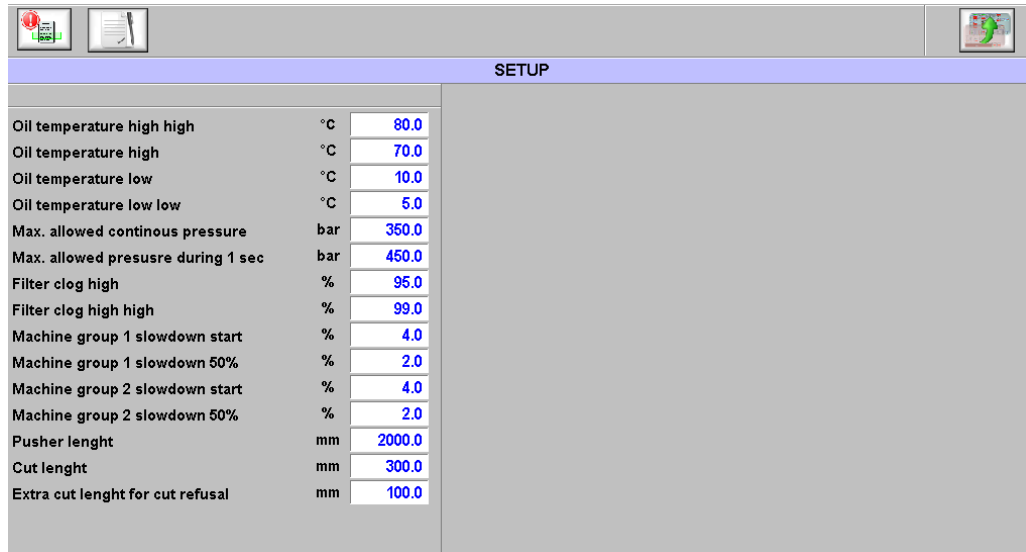 SETUP
Oil temperature high high °C 80.0
Oil temperature high °C 70.0
Oil temperature low °C 10.0
Oil temperature low low °C 5.0
Max. allowed continous pressure bar 350.0
Max. allowed presusre during 1 sec bar 450.0
Filter clog high % 95.0
Filter clog high high % 99.0
Machine group 1 slowdown start % 4.0
Machine group 1 slowdown 50% % 2.0
Machine group 2 slowdown start % 4.0
Machine group 2 slowdown 50% % 2.0
Pusher lenght mm 2000.0
Cut lenght mm 300.0
Extra cut lenght for cut refusal mm 100.0